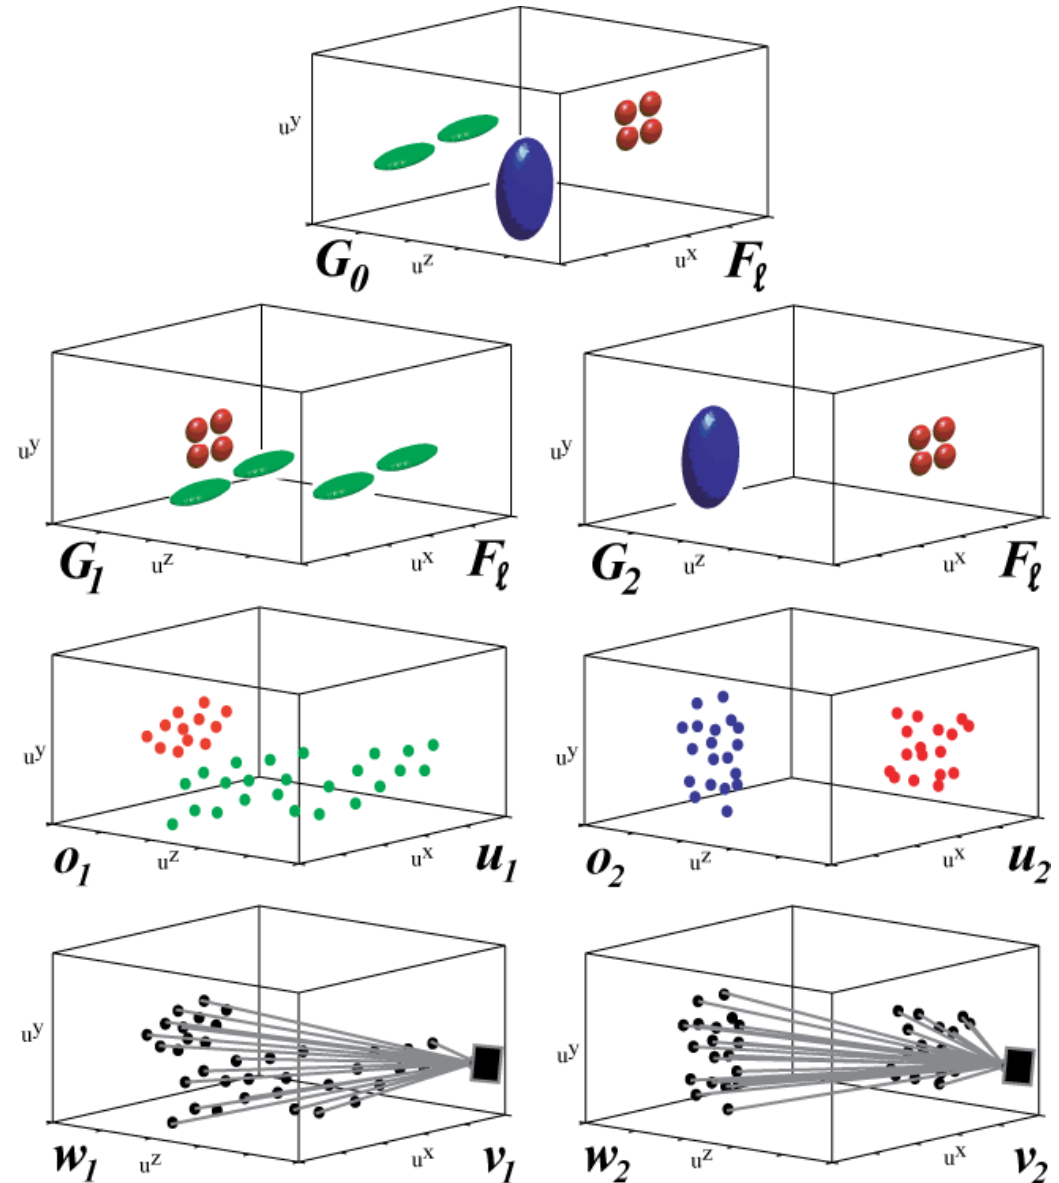 u^y
G_0 u^z u^x F_ℓ
u^y u^y
G_1 u^z u^x F_ℓ G_2 u^z u^x F_ℓ
u^y u^y
o_1 u^z u^x u_1 o_2 u^z u^x u_2
u^y u^y
w_1 u^z u^x v_1 w_2 u^z u^x v_2